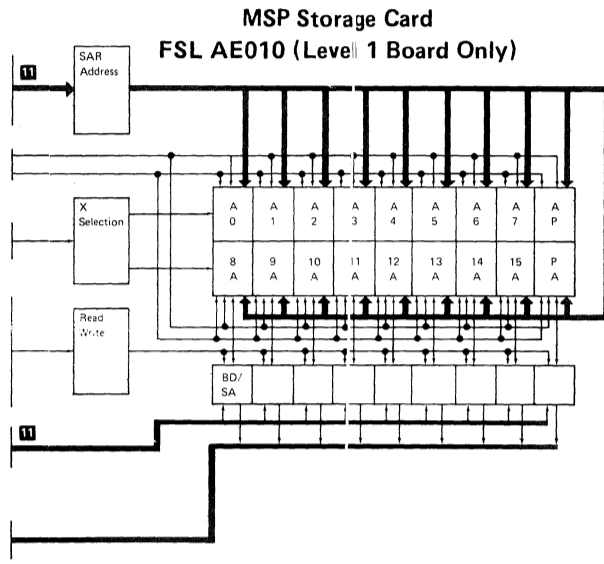 MSP Storage Card
FSL AE010 (Level 1 Board Only)
11
SAR
Address
X
Selection
A A A A A A A A A
0 1 2 3 4 5 6 7 P
8 9 10 11 12 13 14 15 P
A A A A A A A A A
Read
Write
BD/
SA
11